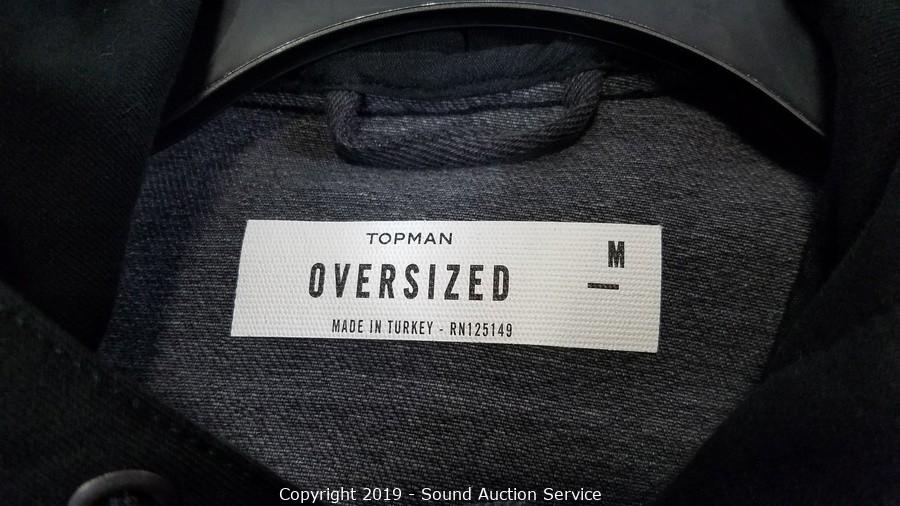 TOPMAN
M
OVERSIZED
MADE IN TURKEY - RN125149
Copyright 2019 - Sound Auction Service